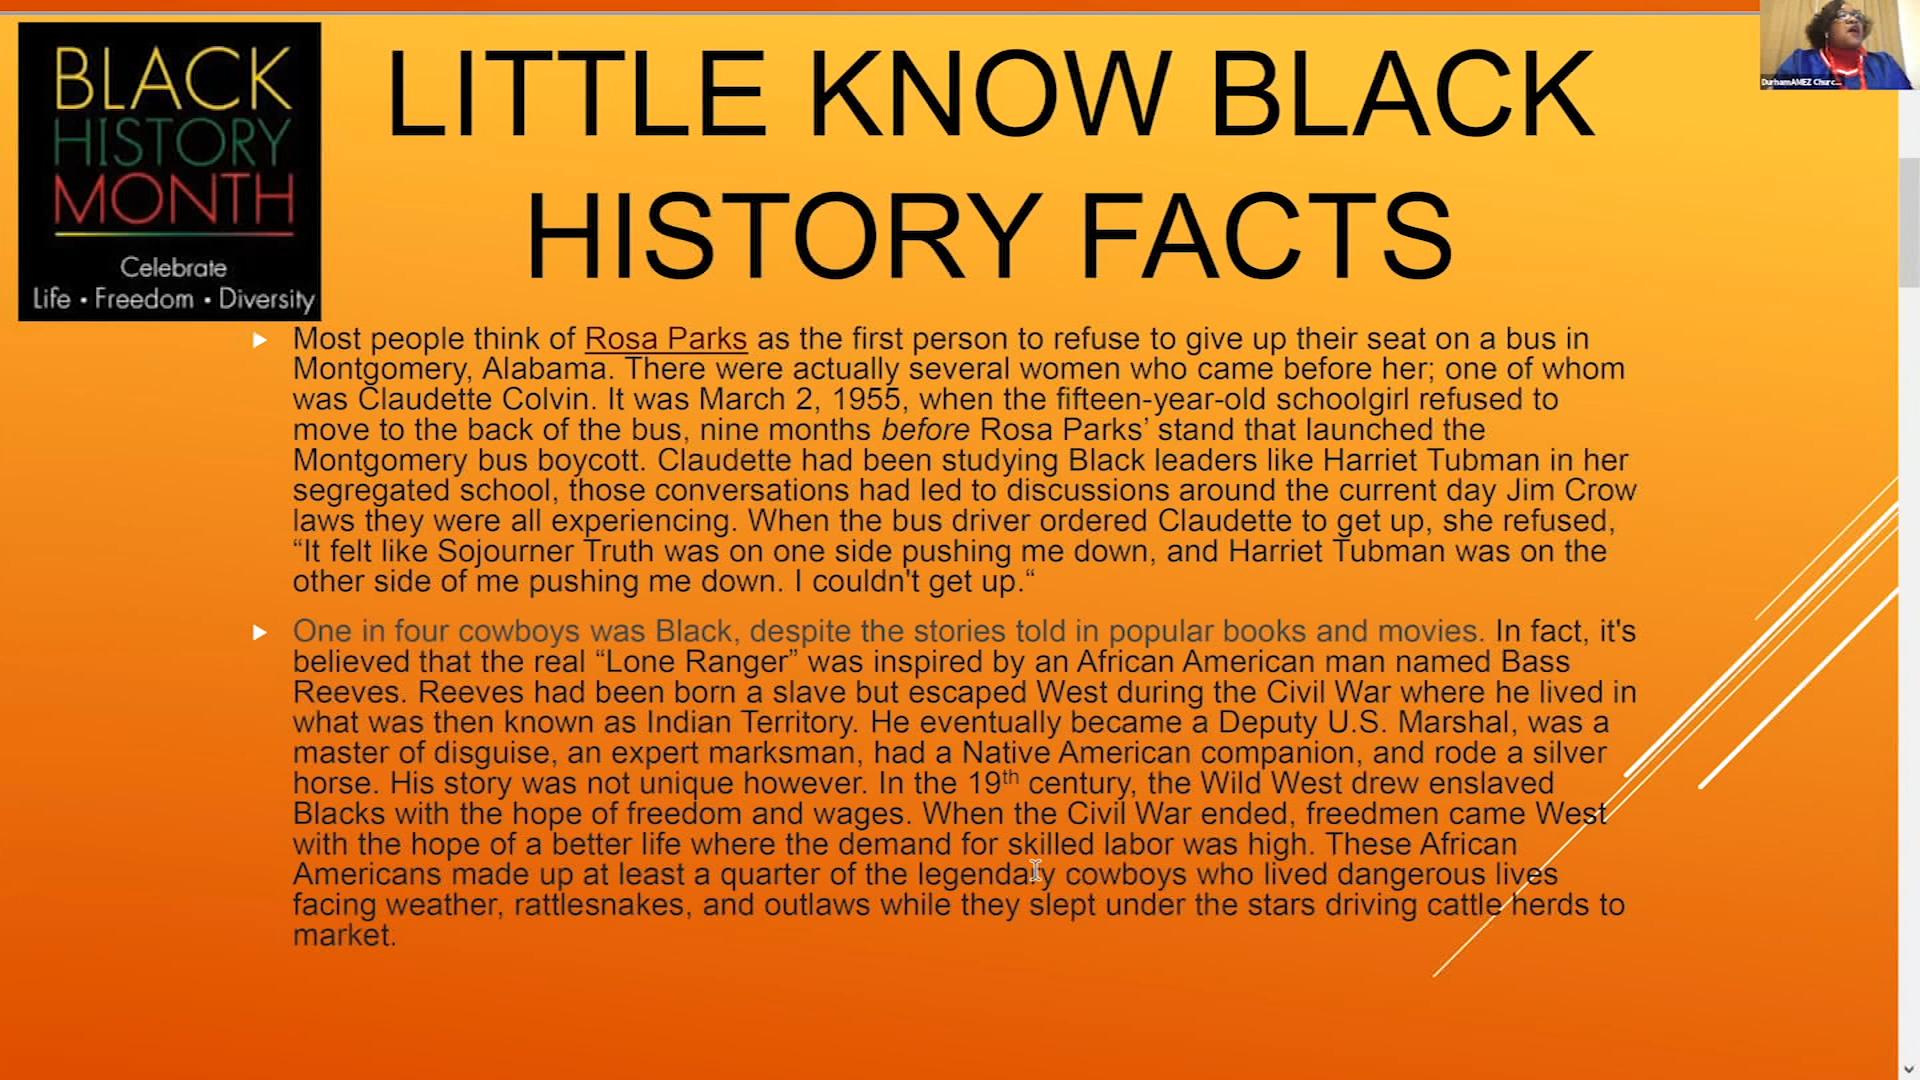 BLACK
HISTORY
MONTH
Celebrate
Life • Freedom • Diversity
LITTLE KNOW BLACK
HISTORY FACTS
Most people think of Rosa Parks as the first person to refuse to give up their seat on a bus in
Montgomery, Alabama. There were actually several women who came before her; one of whom
was Claudette Colvin. It was March 2, 1955, when the fifteen-year-old schoolgirl refused to
move to the back of the bus, nine months before Rosa Parks’ stand that launched the
Montgomery bus boycott. Claudette had been studying Black leaders like Harriet Tubman in her
segregated school, those conversations had led to discussions around the current day Jim Crow
laws they were all experiencing. When the bus driver ordered Claudette to get up, she refused,
“It felt like Sojourner Truth was on one side pushing me down, and Harriet Tubman was on the
other side of me pushing me down. I couldn't get up.“
One in four cowboys was Black, despite the stories told in popular books and movies. In fact, it's
believed that the real “Lone Ranger” was inspired by an African American man named Bass
Reeves. Reeves had been born a slave but escaped West during the Civil War where he lived in
what was then known as Indian Territory. He eventually became a Deputy U.S. Marshal, was a
master of disguise, an expert marksman, had a Native American companion, and rode a silver
horse. His story was not unique however. In the 19th century, the Wild West drew enslaved
Blacks with the hope of freedom and wages. When the Civil War ended, freedmen came West
with the hope of a better life where the demand for skilled labor was high. These African
Americans made up at least a quarter of the legendary cowboys who lived dangerous lives
facing weather, rattlesnakes, and outlaws while they slept under the stars driving cattle herds to
market.
DurhamAMEZ Churc...